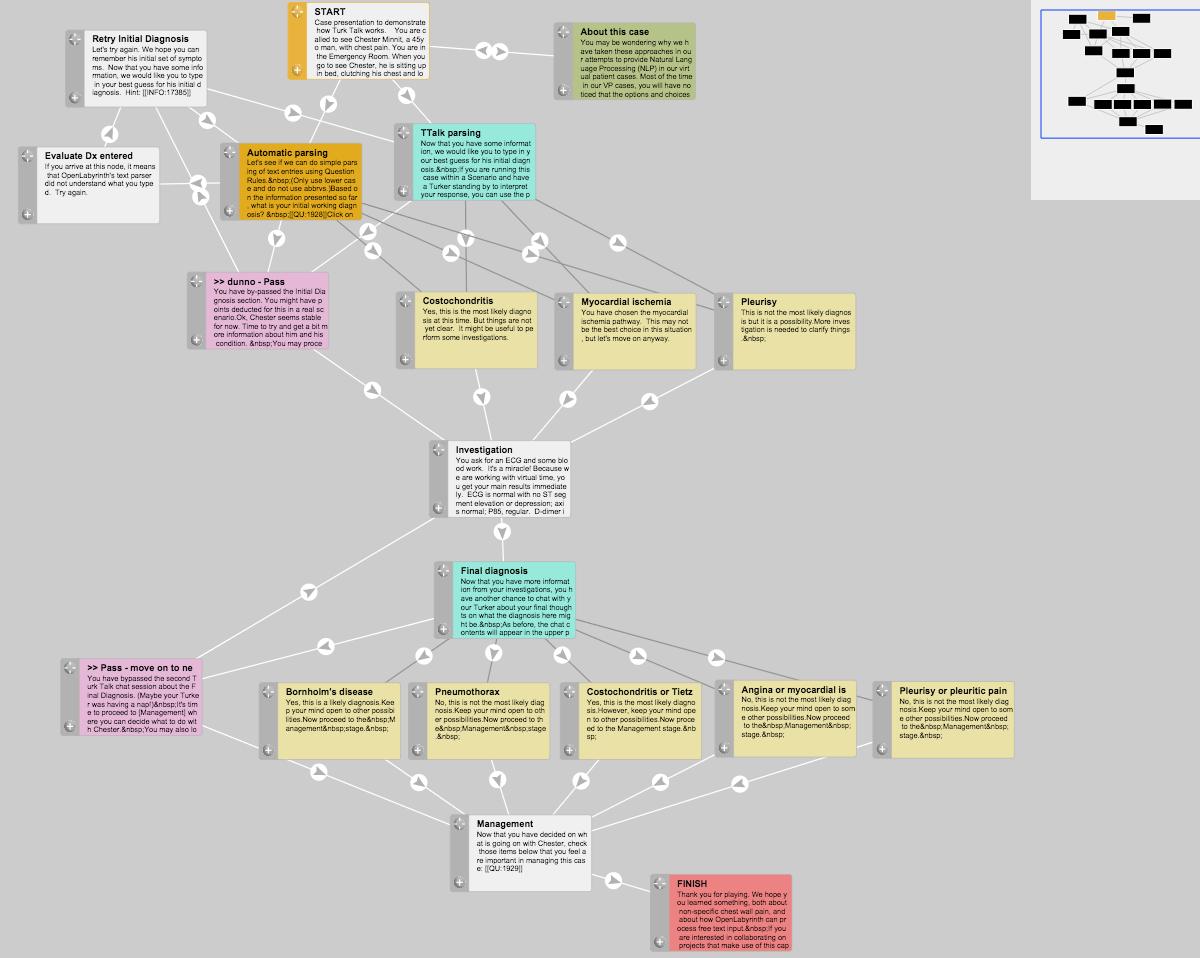 START
Case presentation to demonstrate
how Turk Talk works. You are c
alled to see Chester Minnit, a 45y
o man, with chest pain. You are in
the Emergency Room. When you
go to see Chester, he is sitting up
in bed, clutching his chest and lo
About this case
You may be wondering why we h
ave taken these approaches in ou
r attempts to provide Natural Lang
uage Processing (NLP) in our virt
ual patient cases. Most of the time
in our VP cases, you will have no
ticed that the options and choices
Retry Initial Diagnosis
Let's try again. We hope you can
remember his initial set of sympto
ms. Now that you have some info
rmation, we would like you to type
in your best guess for his initial d
iagnosis. Hint: [[INFO:17385]]
TTalk parsing
Now that you have some informat
ion, we would like you to type in y
our best guess for his initial diagn
osis.&nbsp;If you are running this
case within a Scenario and have
a Turker standing by to interpret
your response, you can use the p
Evaluate Dx entered
If you arrive at this node, it means
that OpenLabyrinth's text parser
did not understand what you type
d. Try again.
Automatic parsing
Let's see if we can do simple pars
ing of text entries using Question
Rules.&nbsp;(Only use lower cas
e and do not use abbrvs.)Based o
n the information presented so far
, what is your initial working diagn
osis? &nbsp;[[QU:1928]]Click on
>> dunno - Pass
You have by-passed the Initial Dia
gnosis section. You might have p
oints deducted for this in a real sc
enario.Ok, Chester seems stable
for now. Time to try and get a bit m
ore information about him and his
condition. &nbsp;You may proce
Costochondritis
Yes, this is the most likely diagno
sis at this time. But things are not
yet clear. It might be useful to pe
rform some investigations.
Myocardial ischemia
You have chosen the myocardial
ischemia pathway. This may not
be the best choice in this situation
, but let's move on anyway.
Pleurisy
This is not the most likely diagnos
is but it is a possibility.More inves
tigation is needed to clarify things
.&nbsp;
Investigation
You ask for an ECG and some blo
od work. It's a miracle! Because w
e are working with virtual time, yo
u get your main results immediate
ly. ECG is normal with no ST seg
ment elevation or depression; axi
s normal; P85, regular. D-dimer i
Final diagnosis
Now that you have more informat
ion from your investigations, you h
ave another chance to chat with y
our Turker about your final though
ts on what the diagnosis here mig
ht be.&nbsp;As before, the chat c
ontents will appear in the upper p
>> Pass - move on to ne
You have bypassed the second T
urk Talk chat session about the F
inal Diagnosis. (Maybe your Turke
r was having a nap!)&nbsp;It's tim
e to proceed to [Management] wh
ere you can decide what to do wit
h Chester.&nbsp;You may also lo
Bornholm's disease
Yes, this is a likely diagnosis.Kee
p your mind open to other possibi
lities.Now proceed to the&nbsp;M
anagement&nbsp;stage.&nbsp;
Pneumothorax
No, this is not the most likely diag
nosis.Keep your mind open to oth
er possibilities.Now proceed to th
e&nbsp;Management&nbsp;stage
.&nbsp;
Costochondritis or Tietz
Yes, this is the most likely diagno
sis.However, keep your mind ope
n to other possibilities.Now proce
ed to the Management stage.&nb
sp;
Angina or myocardial is
No, this is not the most likely diag
nosis.Keep your mind open to som
e other possibilities.Now proceed
to the&nbsp;Management&nbsp;
stage.&nbsp;
Pleurisy or pleuritic pain
No, this is not the most likely diag
nosis.Keep your mind open to som
e other possibilities.Now proceed
to the&nbsp;Management&nbsp;
stage.&nbsp;
Management
Now that you have decided on wh
at is going on with Chester, check
those items below that you feel a
re important in managing this cas
e: [[QU:1929]]
FINISH
Thank you for playing. We hope y
ou learned something, both about
non-specific chest wall pain, and
about how OpenLabyrinth can pr
ocess free text input.&nbsp;If you
are interested in collaborating on
projects that make use of this cap